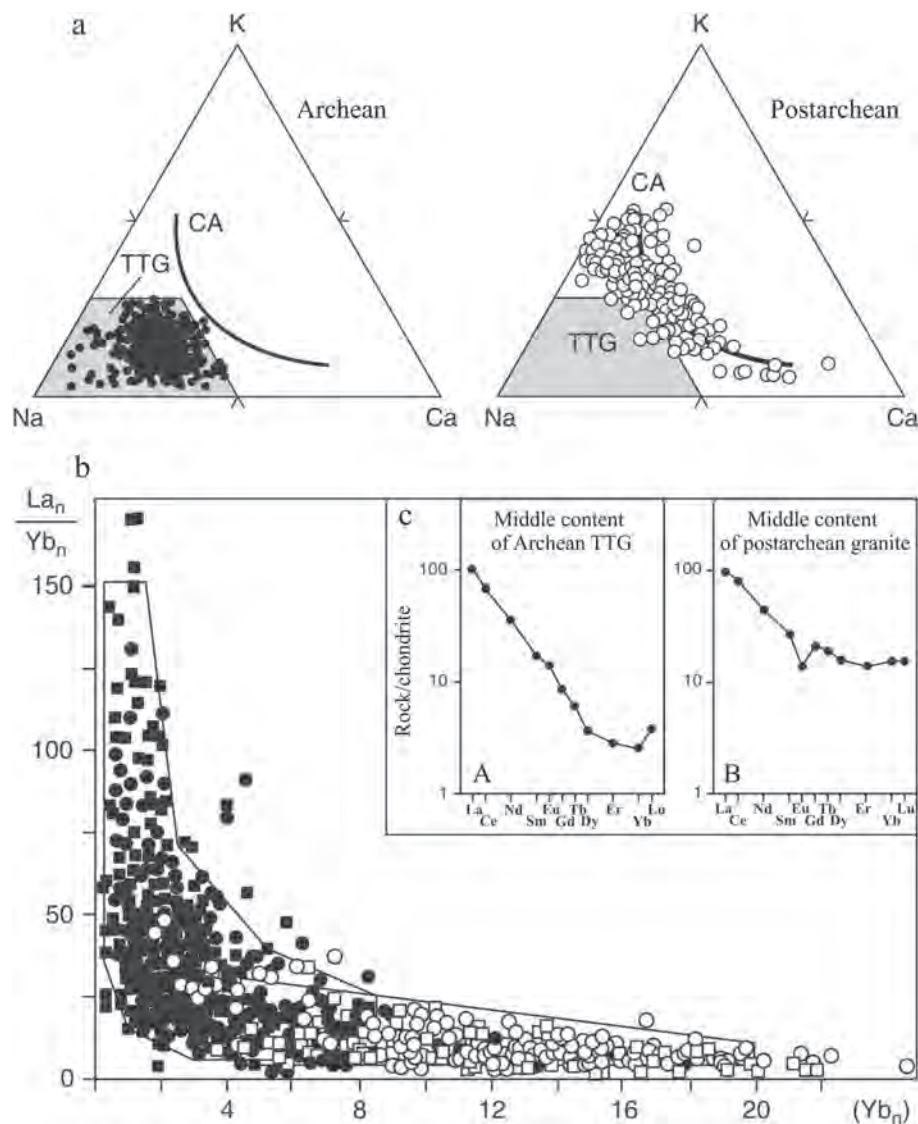 a
K
Archean
CA
TTG
Na
Ca
K
Postarchean
CA
TTG
Na
Ca
b
La_n
Yb_n
150
100
50
0
4
8
12
16
20
(Yb_n)
c
Middle content
of Archean TTG
Rock/chondrite
100
10
1
A
La
Ce
Nd
Sm
Eu
Gd
Tb
Dy
Er
Yb
Lu
Middle content
of postarchean granite
100
10
1
B
La
Ce
Nd
Sm
Eu
Gd
Tb
Dy
Er
Yb
Lu